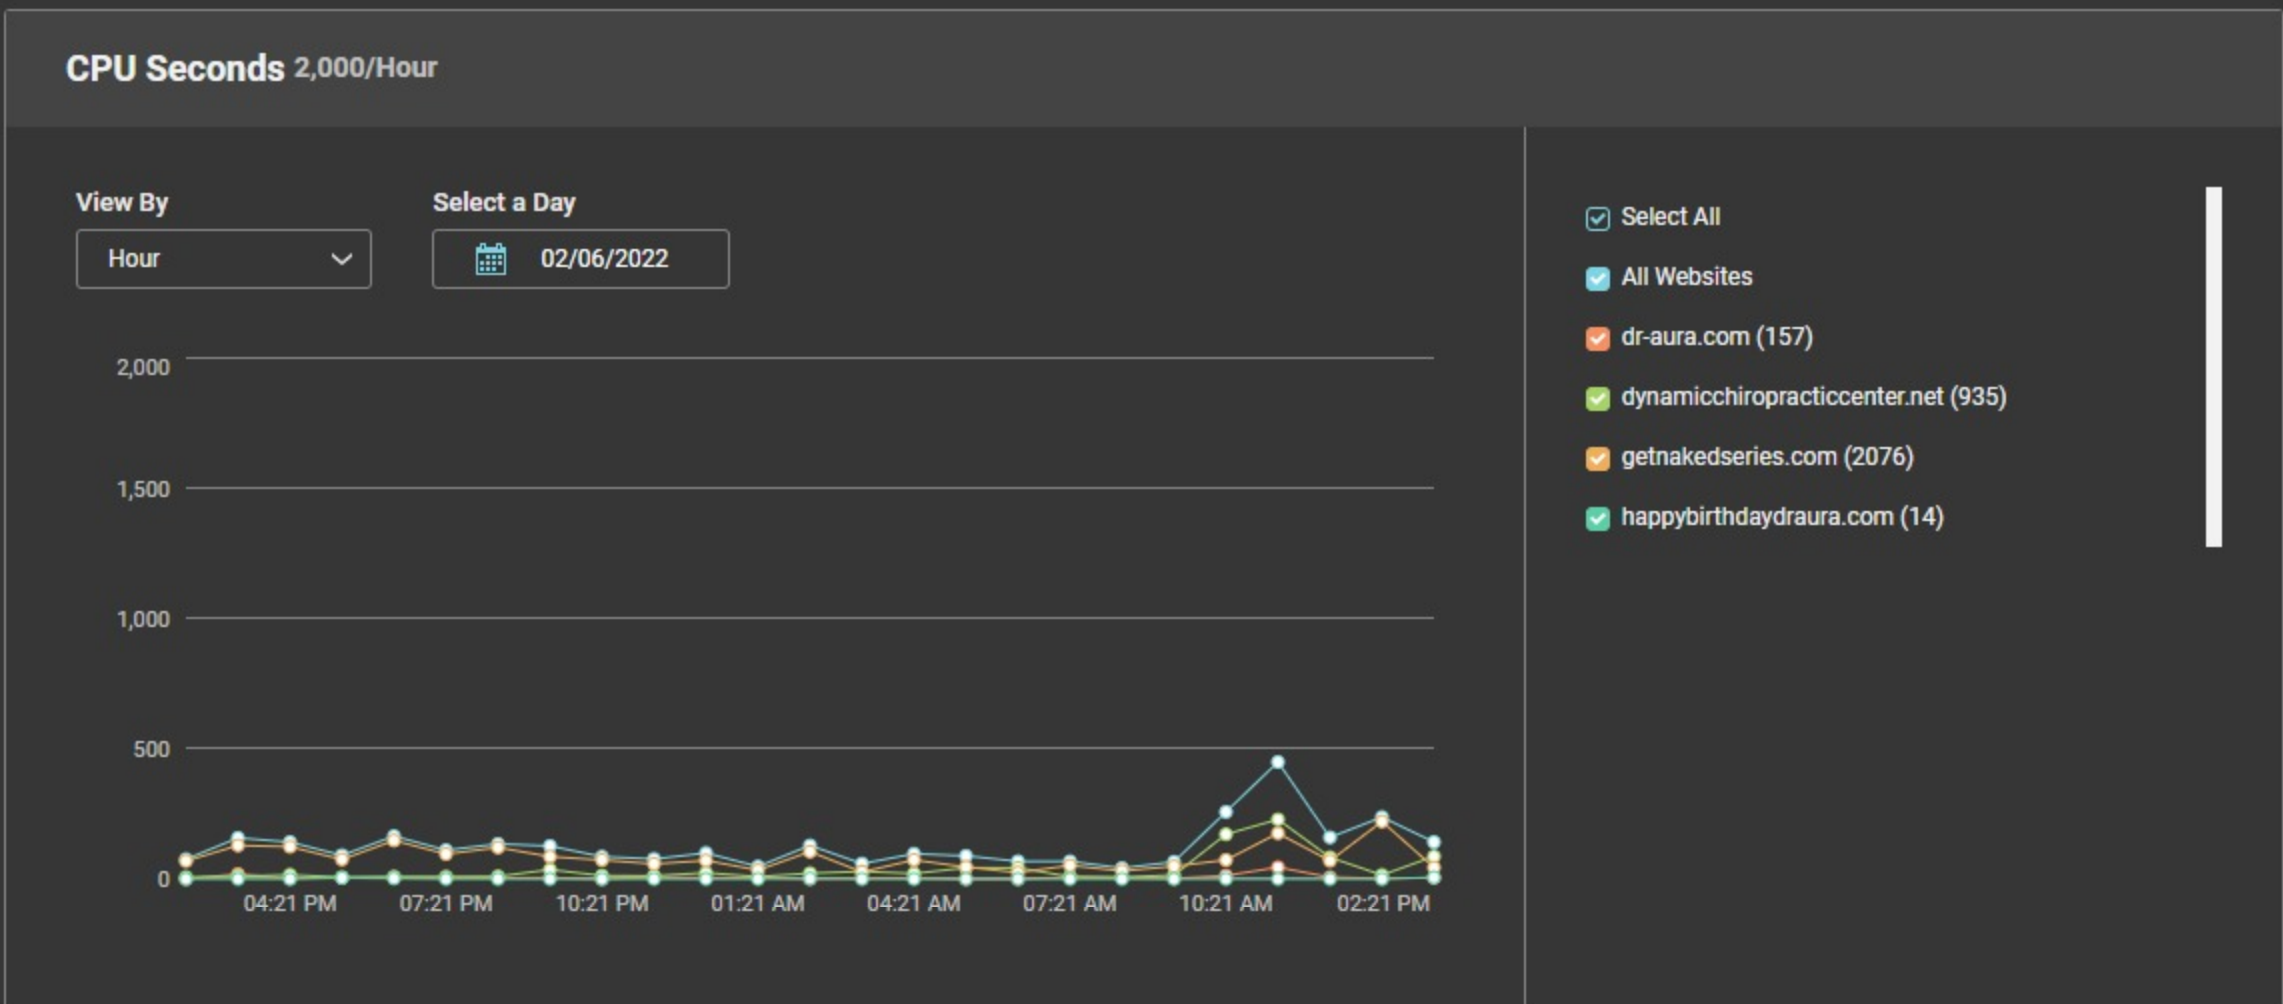 CPU Seconds 2,000/Hour
View By
Select a Day
Hour
02/06/2022
2,000
1,500
1,000
500
0
04:21 PM 07:21 PM 10:21 PM 01:21 AM 04:21 AM 07:21 AM 10:21 AM 02:21 PM
Select All
All Websites
dr-aura.com (157)
dynamicchiropracticcenter.net (935)
getnakedseries.com (2076)
happybirthdaydraura.com (14)